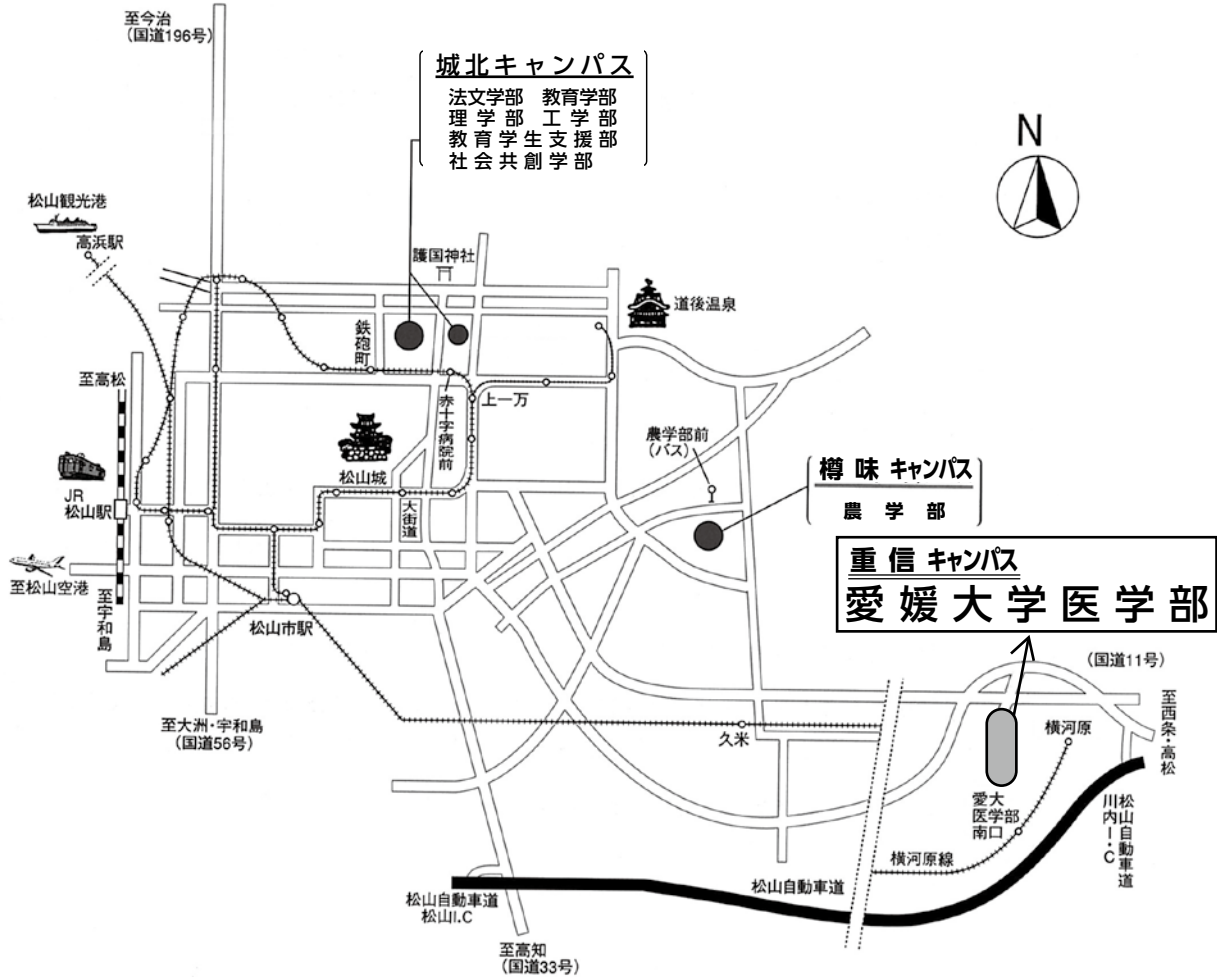 至今治
(国道196号)
城北キャンパス
法文学部　教育学部
理学部　工学部
教育学生支援部
社会共創学部
N
松山観光港
高浜駅
護国神社
道後温泉
鉄砲町
至高松
赤十字病院前
上一万
農学部前
(バス)
松山城
樽味 キャンパス
農学部
JR
松山駅
大街道
重信 キャンパス
愛媛大学医学部
至松山空港
至宇和島
松山市駅
(国道11号)
至西条・高松
至大洲・宇和島
(国道56号)
久米
横河原
愛大
医学部
南口
松山自動車道
川内I・C
横河原線
松山自動車道
松山I.C
松山自動車道
至高知
(国道33号)